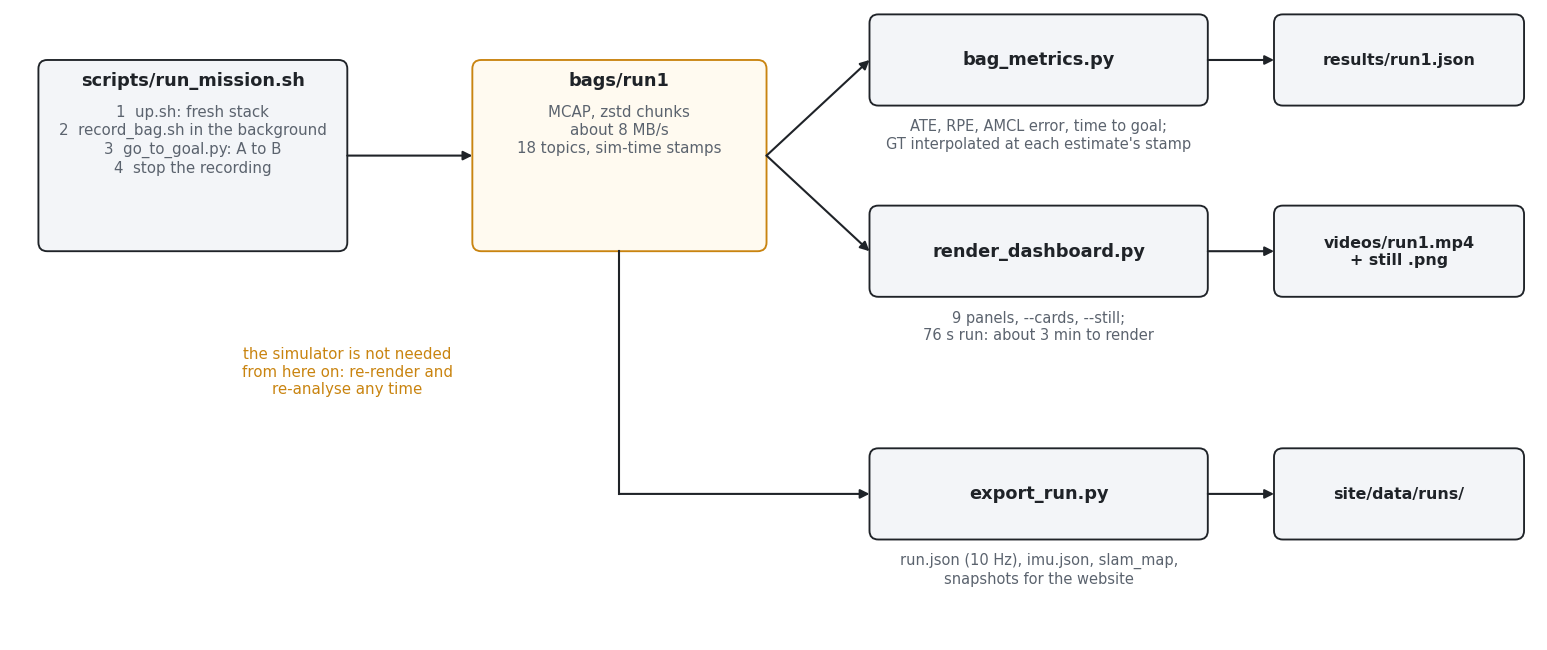 scripts/run_mission.sh
1  up.sh: fresh stack
2  record_bag.sh in the background
3  go_to_goal.py: A to B
4  stop the recording
bags/run1
MCAP, zstd chunks
about 8 MB/s
18 topics, sim-time stamps
bag_metrics.py
ATE, RPE, AMCL error, time to goal;
GT interpolated at each estimate's stamp
results/run1.json
render_dashboard.py
9 panels, --cards, --still;
76 s run: about 3 min to render
videos/run1.mp4
+ still .png
the simulator is not needed
from here on: re-render and
re-analyse any time
export_run.py
run.json (10 Hz), imu.json, slam_map,
snapshots for the website
site/data/runs/